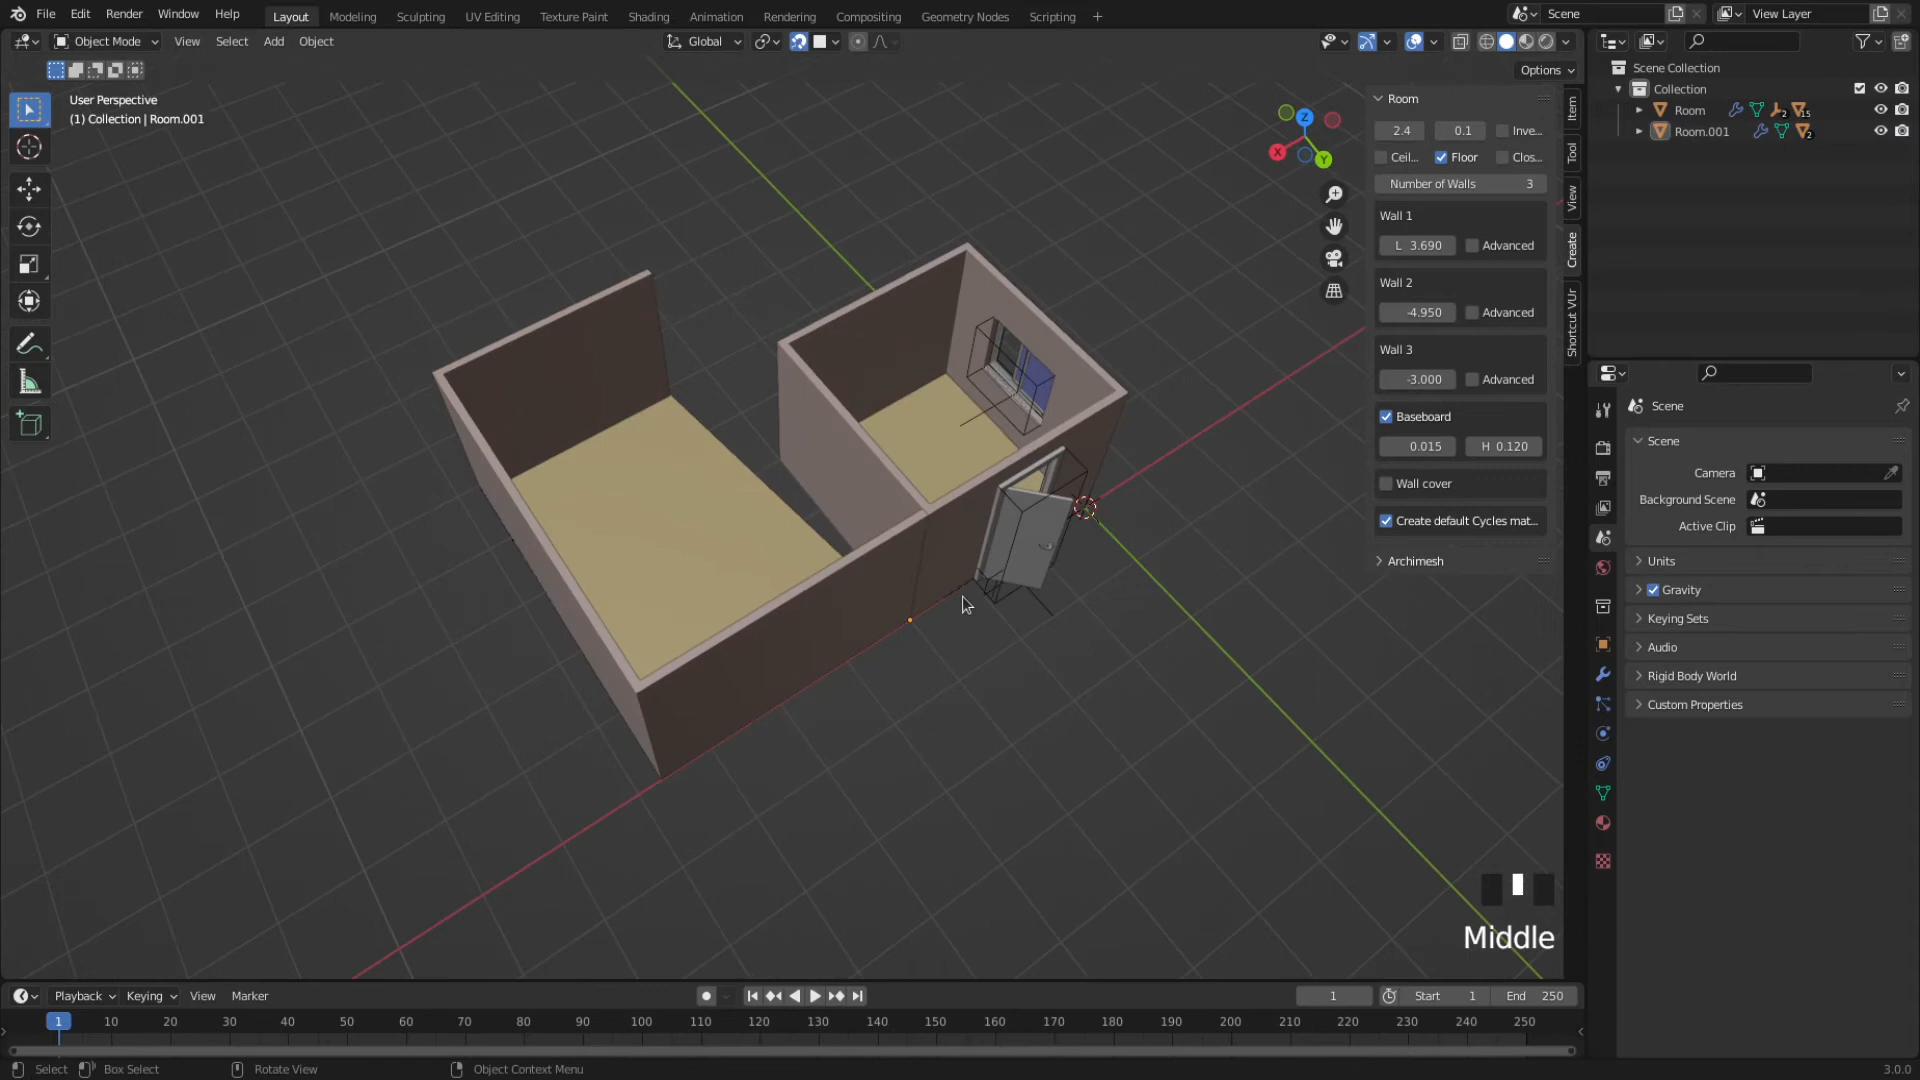 File Edit Render Window Help Layout Modeling Sculpting UV Editing Texture Paint Shading Animation Rendering Compositing Geometry Nodes Scripting + Scene View Layer
Object Mode View Select Add Object Global
Options
User Perspective
(1) Collection | Room.001
Z
X
Y
Room
2.4 0.1 Inve...
Ceil... Floor Clos...
Number of Walls 3
Wall 1
L 3.690 Advanced
Wall 2
-4.950 Advanced
Wall 3
-3.000 Advanced
Baseboard
0.015 H 0.120
Wall cover
Create default Cycles mat...
Archimesh
Item
Tool
View
Create
Shortcut VUr
Scene Collection
Collection
Room 2 15
Room.001 2
Scene
Scene
Camera
Background Scene
Active Clip
Units
Gravity
Keying Sets
Audio
Rigid Body World
Custom Properties
Middle
Playback Keying View Marker 1 Start 1 End 250
1 10 20 30 40 50 60 70 80 90 100 110 120 130 140 150 160 170 180 190 200 210 220 230 240 250
Select Box Select Rotate View Object Context Menu 3.0.0